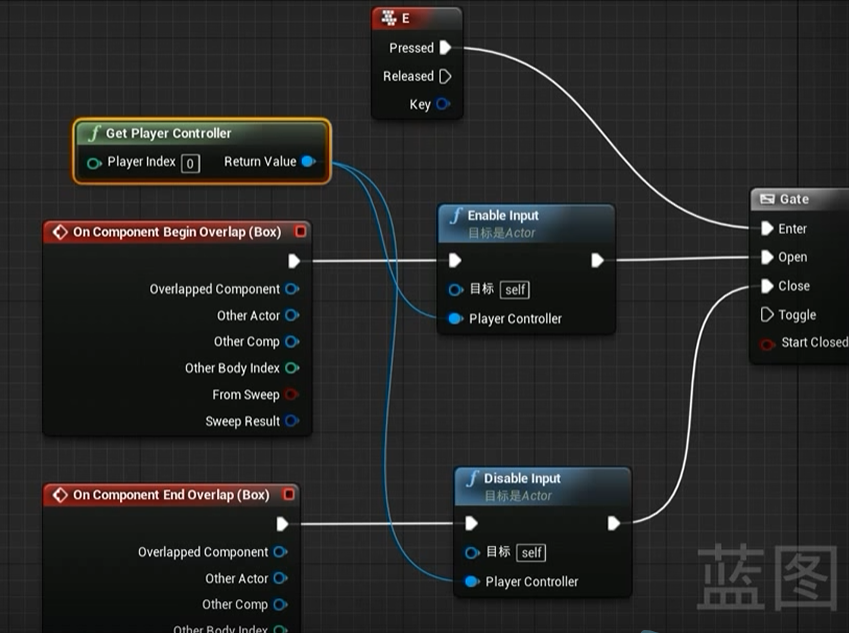 E
Pressed
Released
Key
Get Player Controller
Player Index 0 Return Value
On Component Begin Overlap (Box)
Overlapped Component
Other Actor
Other Comp
Other Body Index
From Sweep
Sweep Result
Enable Input
目标是Actor
目标 self
Player Controller
Gate
Enter
Open
Close
Toggle
Start Closed
On Component End Overlap (Box)
Overlapped Component
Other Actor
Other Comp
Other Body Index
Disable Input
目标是Actor
目标 self
Player Controller
蓝图